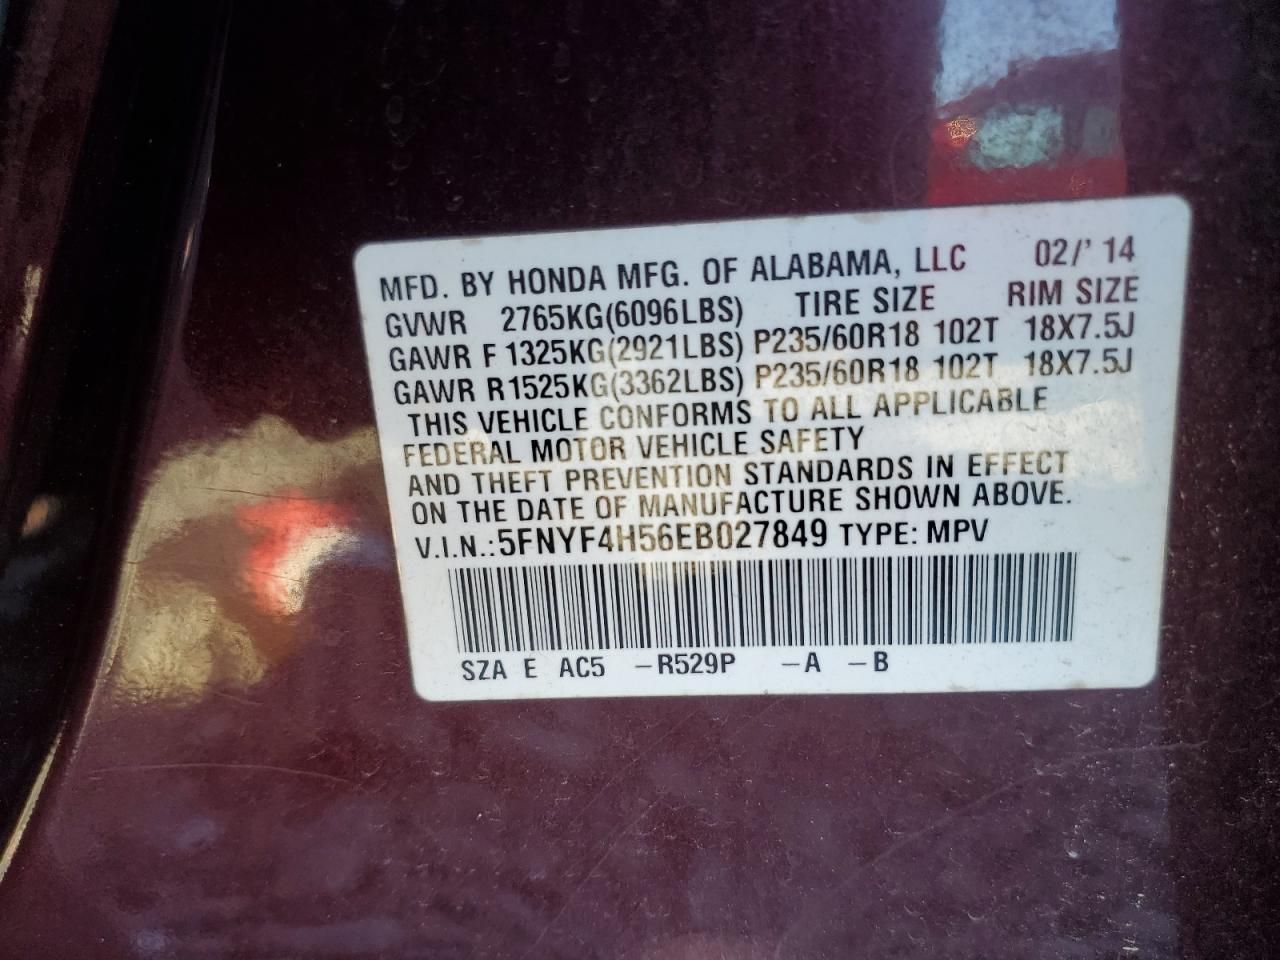 MFD. BY HONDA MFG. OF ALABAMA, LLC 02/'14
GVWR 2765KG(6096LBS) TIRE SIZE RIM SIZE
GAWR F 1325KG(2921LBS) P235/60R18 102T 18X7.5J
GAWR R1525KG(3362LBS) P235/60R18 102T 18X7.5J
THIS VEHICLE CONFORMS TO ALL APPLICABLE
FEDERAL MOTOR VEHICLE SAFETY
AND THEFT PREVENTION STANDARDS IN EFFECT
ON THE DATE OF MANUFACTURE SHOWN ABOVE.
V.I.N.:5FNYF4H56EB027849 TYPE: MPV
SZA E AC5 -R529P -A -B